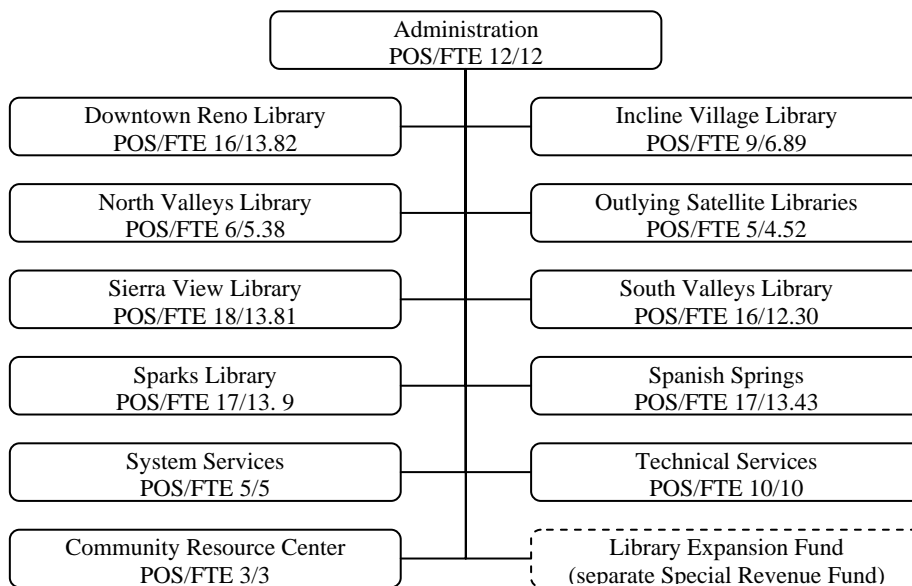 Administration
POS/FTE 12/12
Downtown Reno Library
POS/FTE 16/13.82
Incline Village Library
POS/FTE 9/6.89
North Valleys Library
POS/FTE 6/5.38
Outlying Satellite Libraries
POS/FTE 5/4.52
Sierra View Library
POS/FTE 18/13.81
South Valleys Library
POS/FTE 16/12.30
Sparks Library
POS/FTE 17/13. 9
Spanish Springs
POS/FTE 17/13.43
System Services
POS/FTE 5/5
Technical Services
POS/FTE 10/10
Community Resource Center
POS/FTE 3/3
Library Expansion Fund
(separate Special Revenue Fund)